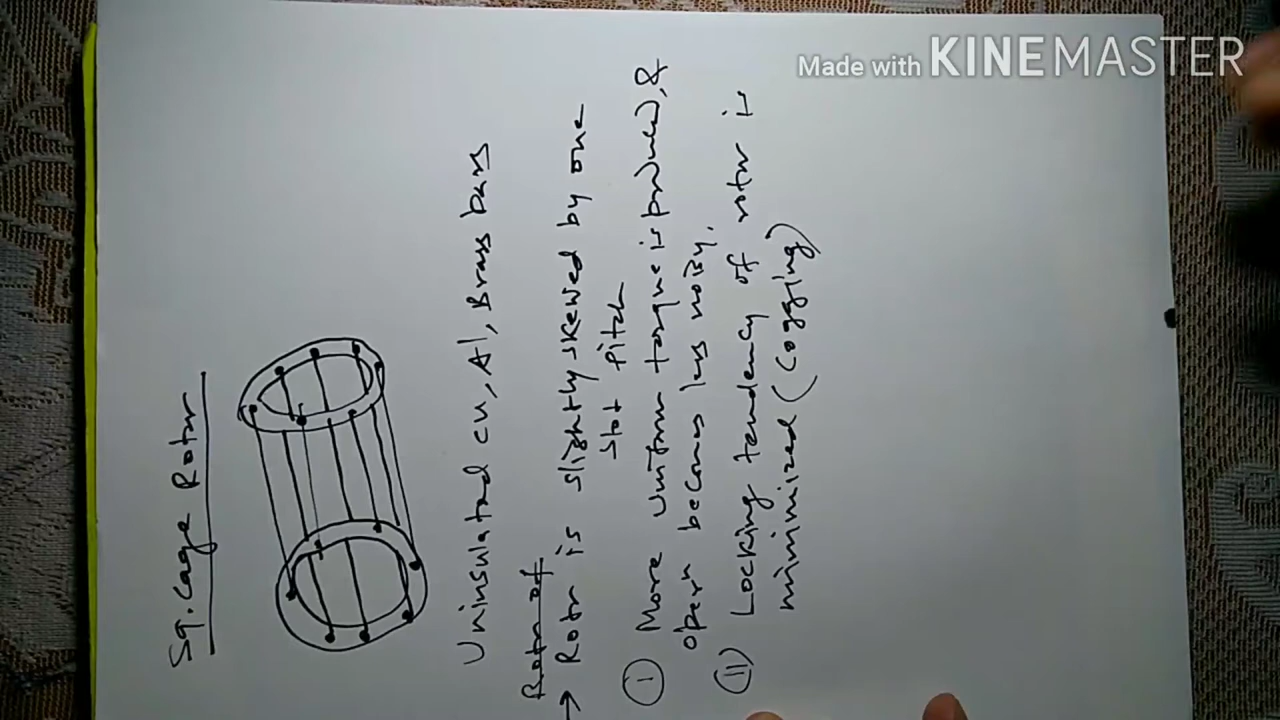 Made with KINEMASTER
Sq. Cage Rotor
Uninsulated cu, Al, Brass bars
Rotor of
→ Rotor is slightly skewed by one
slot pitch
(i) More uniform torque is produced, &
opern becomes less noisy.
(ii) Locking tendency of rotor is
minimized (Cogging)